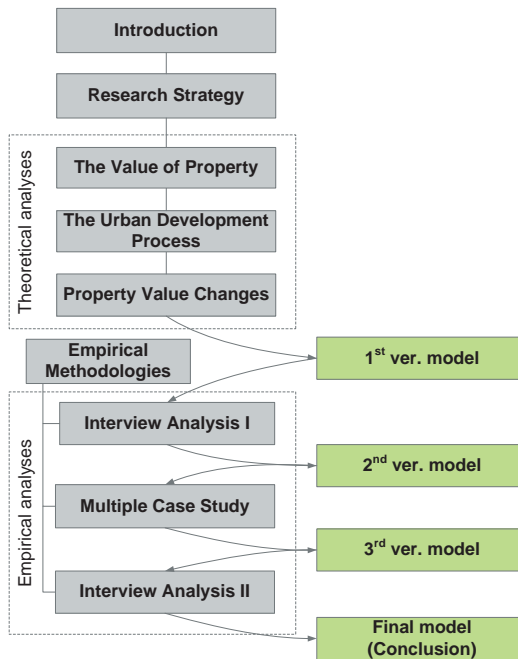 Introduction
Research Strategy
Theoretical analyses
The Value of Property
The Urban Development
Process
Property Value Changes
1st ver. model
Empirical
Methodologies
Empirical analyses
Interview Analysis I
2nd ver. model
Multiple Case Study
3rd ver. model
Interview Analysis II
Final model
(Conclusion)